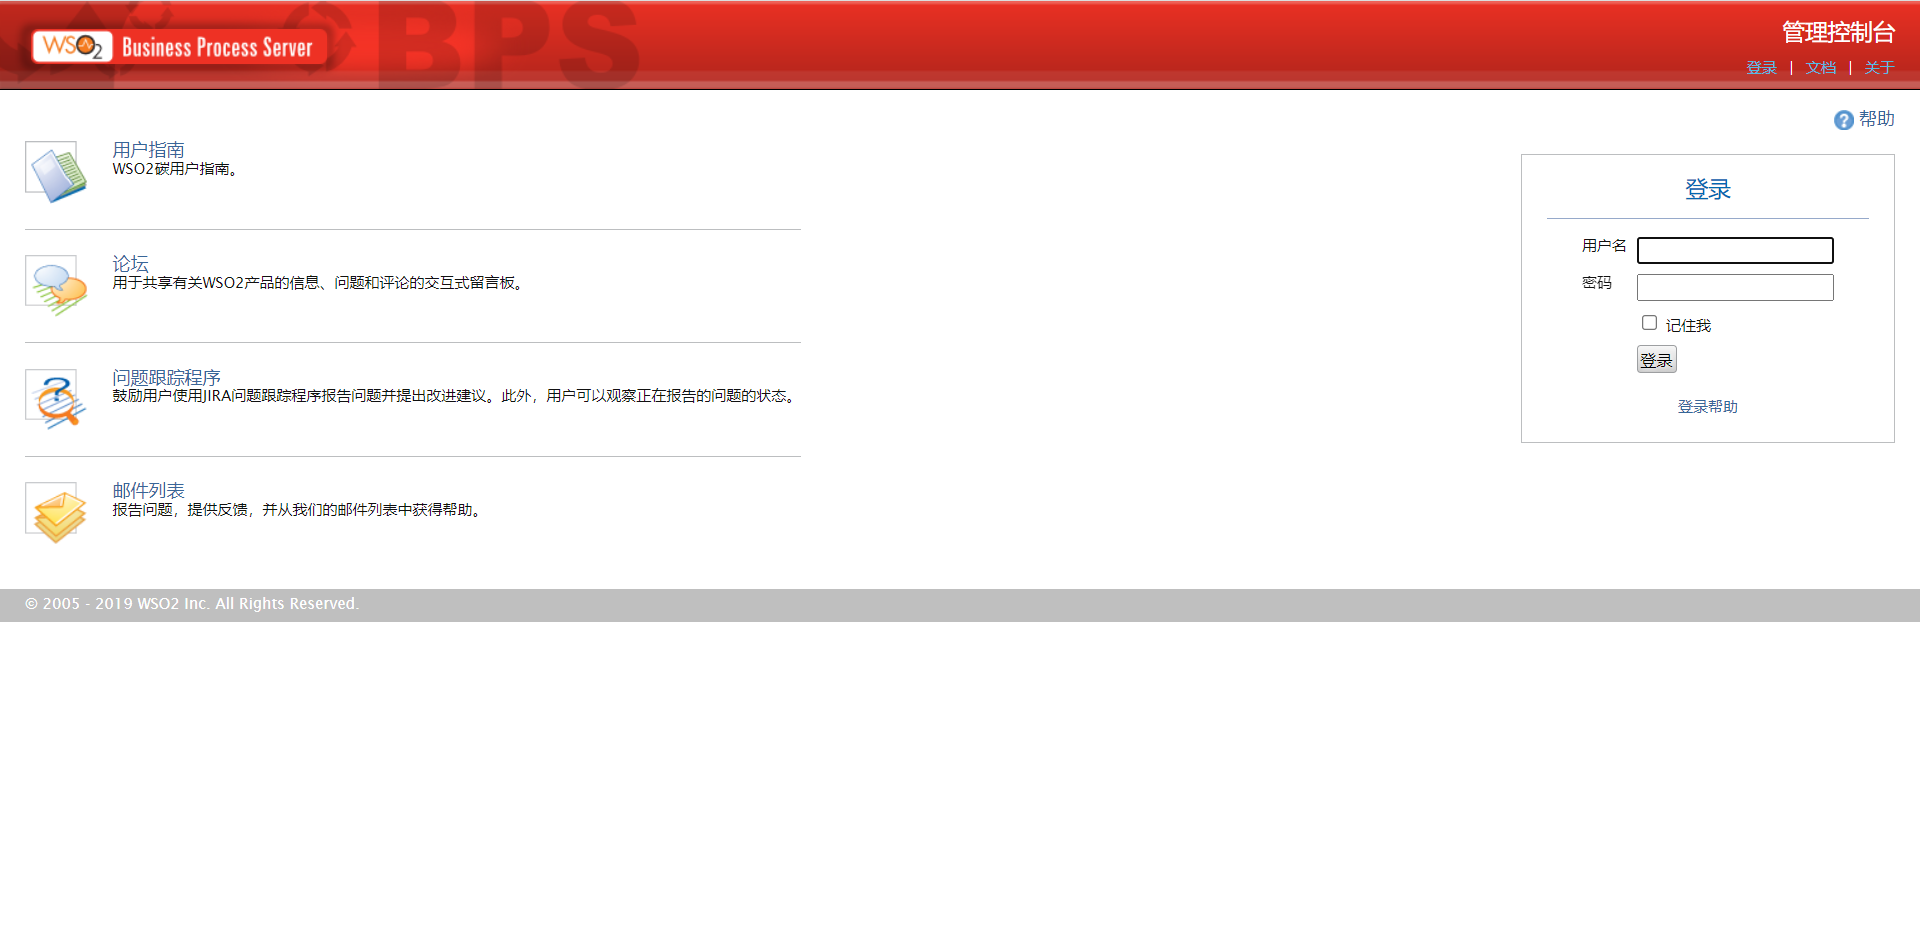 WSO2 Business Process Server
BPS
管理控制台
登录 | 文档 | 关于
帮助
用户指南
WSO2碳用户指南。
论坛
用于共享有关WSO2产品的信息、问题和评论的交互式留言板。
问题跟踪程序
鼓励用户使用JIRA问题跟踪程序报告问题并提出改进建议。此外，用户可以观察正在报告的问题的状态。
邮件列表
报告问题，提供反馈，并从我们的邮件列表中获得帮助。
登录
用户名
密码
记住我
登录
登录帮助
© 2005 - 2019 WSO2 Inc. All Rights Reserved.